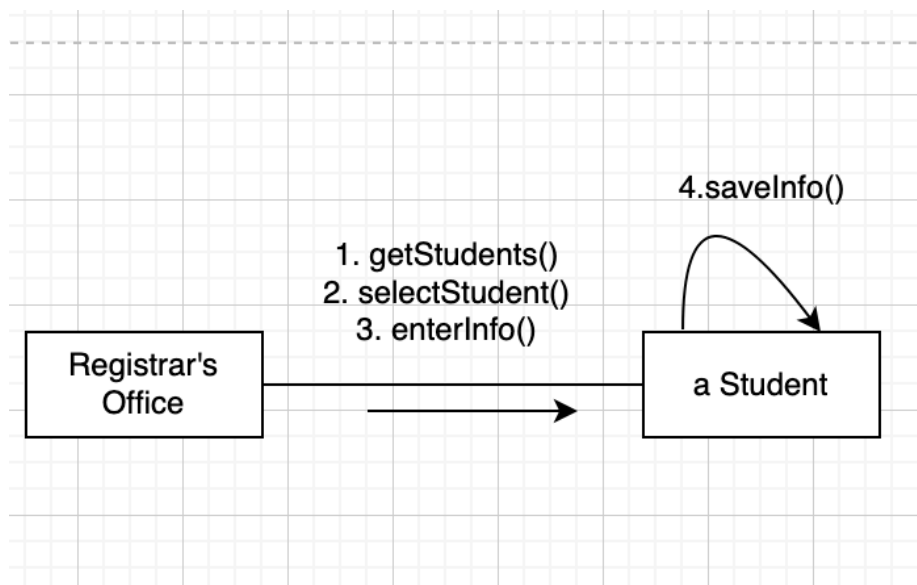 4.saveInfo()
1. getStudents()
2. selectStudent()
3. enterInfo()
Registrar's
Office
a Student